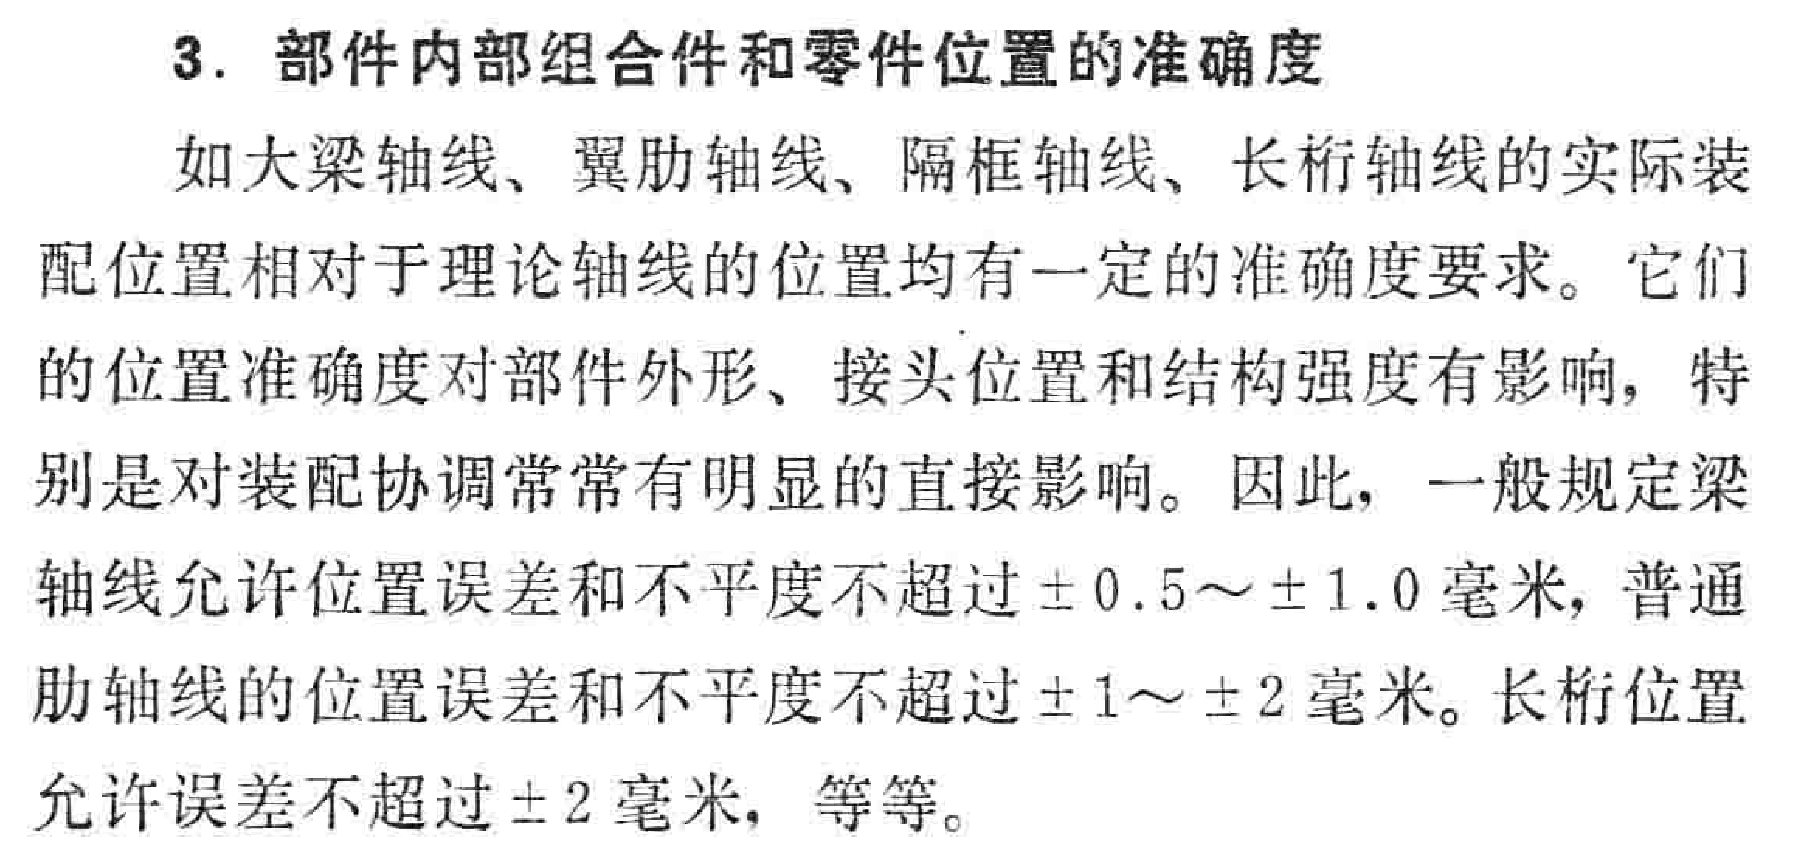 3. 部件内部组合件和零件位置的准确度
如大梁轴线、翼肋轴线、隔框轴线、长桁轴线的实际装
配位置相对于理论轴线的位置均有一定的准确度要求。它们
的位置准确度对部件外形、接头位置和结构强度有影响，特
别是对装配协调常常有明显的直接影响。因此，一般规定梁
轴线允许位置误差和不平度不超过±0.5～±1.0毫米，普通
肋轴线的位置误差和不平度不超过±1～±2毫米。长桁位置
允许误差不超过±2毫米，等等。